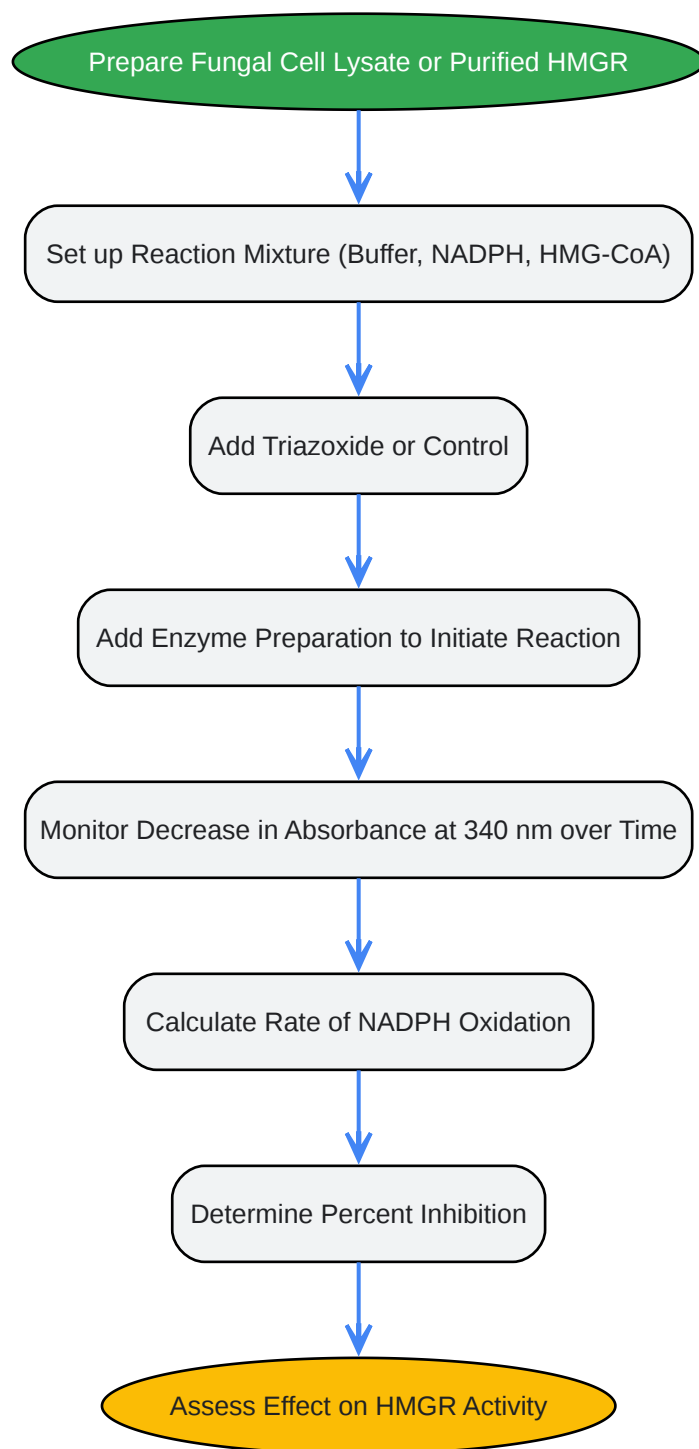 Prepare Fungal Cell Lysate or Purified HMGR
Set up Reaction Mixture (Buffer, NADPH, HMG-CoA)
Add Triazoxide or Control
Add Enzyme Preparation to Initiate Reaction
Monitor Decrease in Absorbance at 340 nm over Time
Calculate Rate of NADPH Oxidation
Determine Percent Inhibition
Assess Effect on HMGR Activity